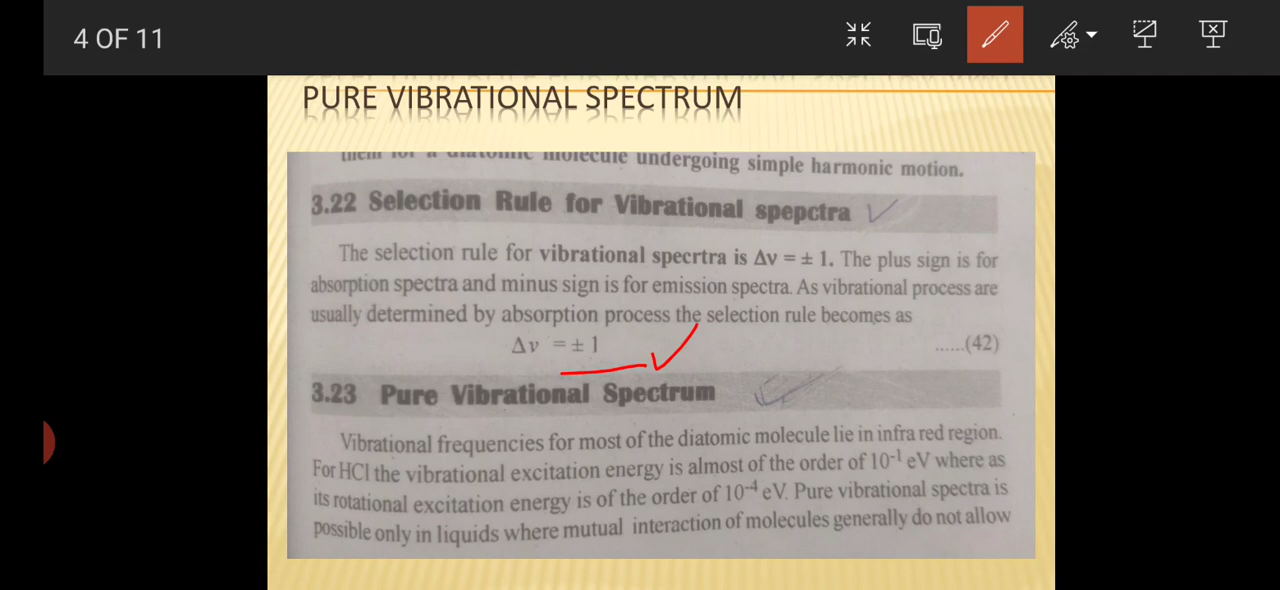 4 OF 11
PURE VIBRATIONAL SPECTRUM
them for a diatomic molecule undergoing simple harmonic motion.
3.22 Selection Rule for Vibrational spepctra
The selection rule for vibrational specrtra is Δν = ± 1. The plus sign is for
absorption spectra and minus sign is for emission spectra. As vibrational process are
usually determined by absorption process the selection rule becomes as
Δν = ± 1 ......(42)
3.23 Pure Vibrational Spectrum
Vibrational frequencies for most of the diatomic molecule lie in infra red region.
For HCl the vibrational excitation energy is almost of the order of 10⁻¹ eV where as
its rotational excitation energy is of the order of 10⁻⁴ eV. Pure vibrational spectra is
possible only in liquids where mutual interaction of molecules generally do not allow